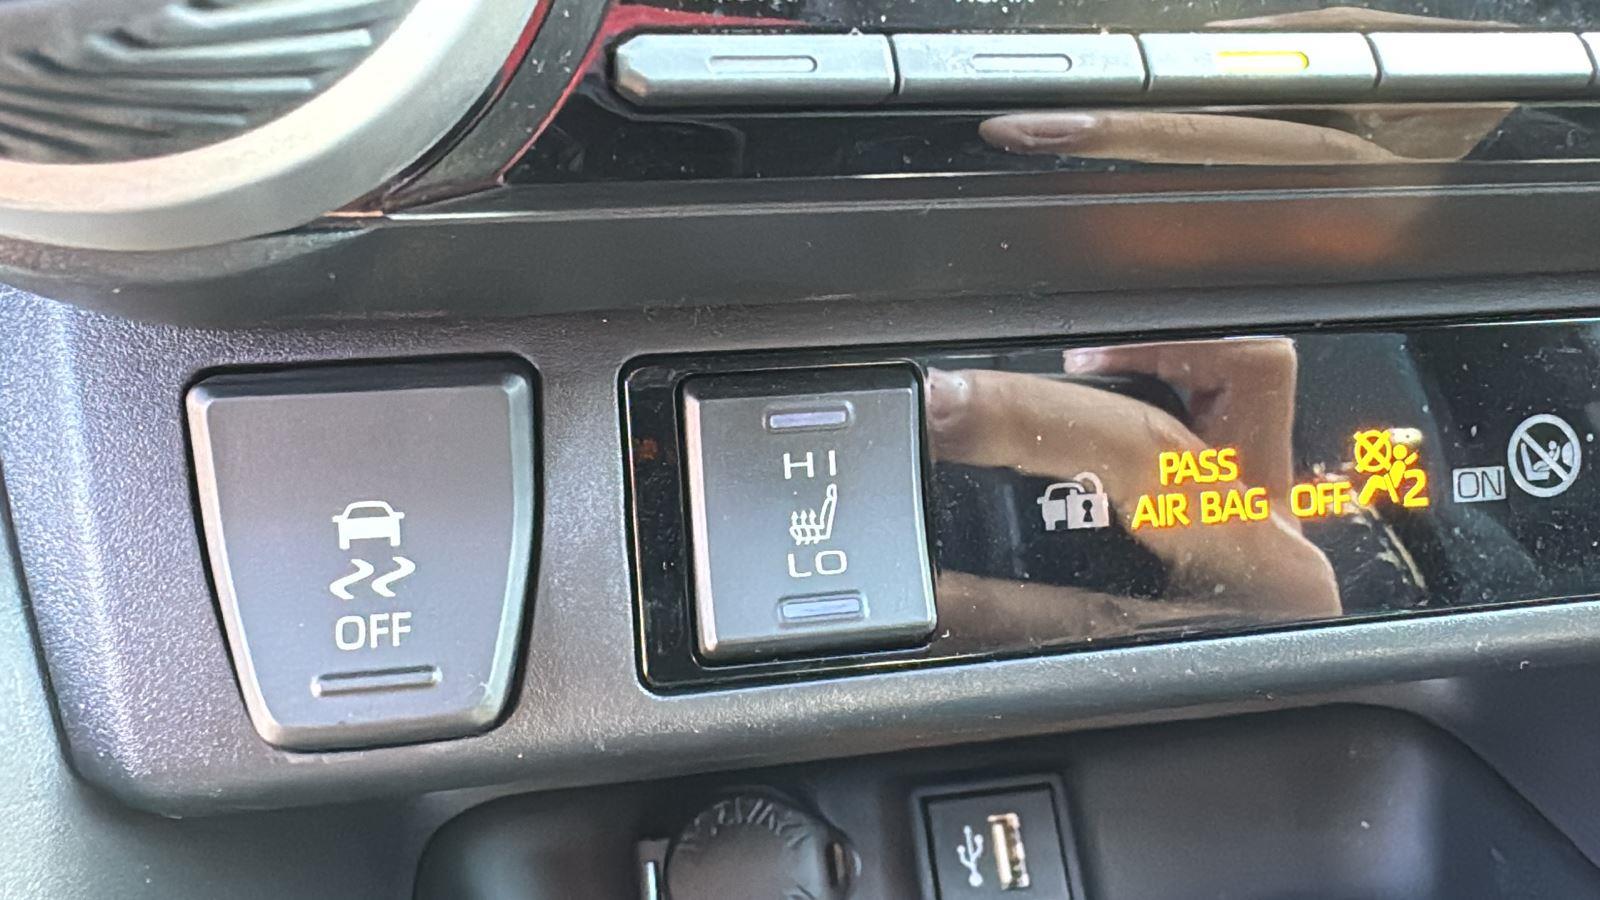 HI
LO
OFF
PASS
AIR BAG OFF 2
ON